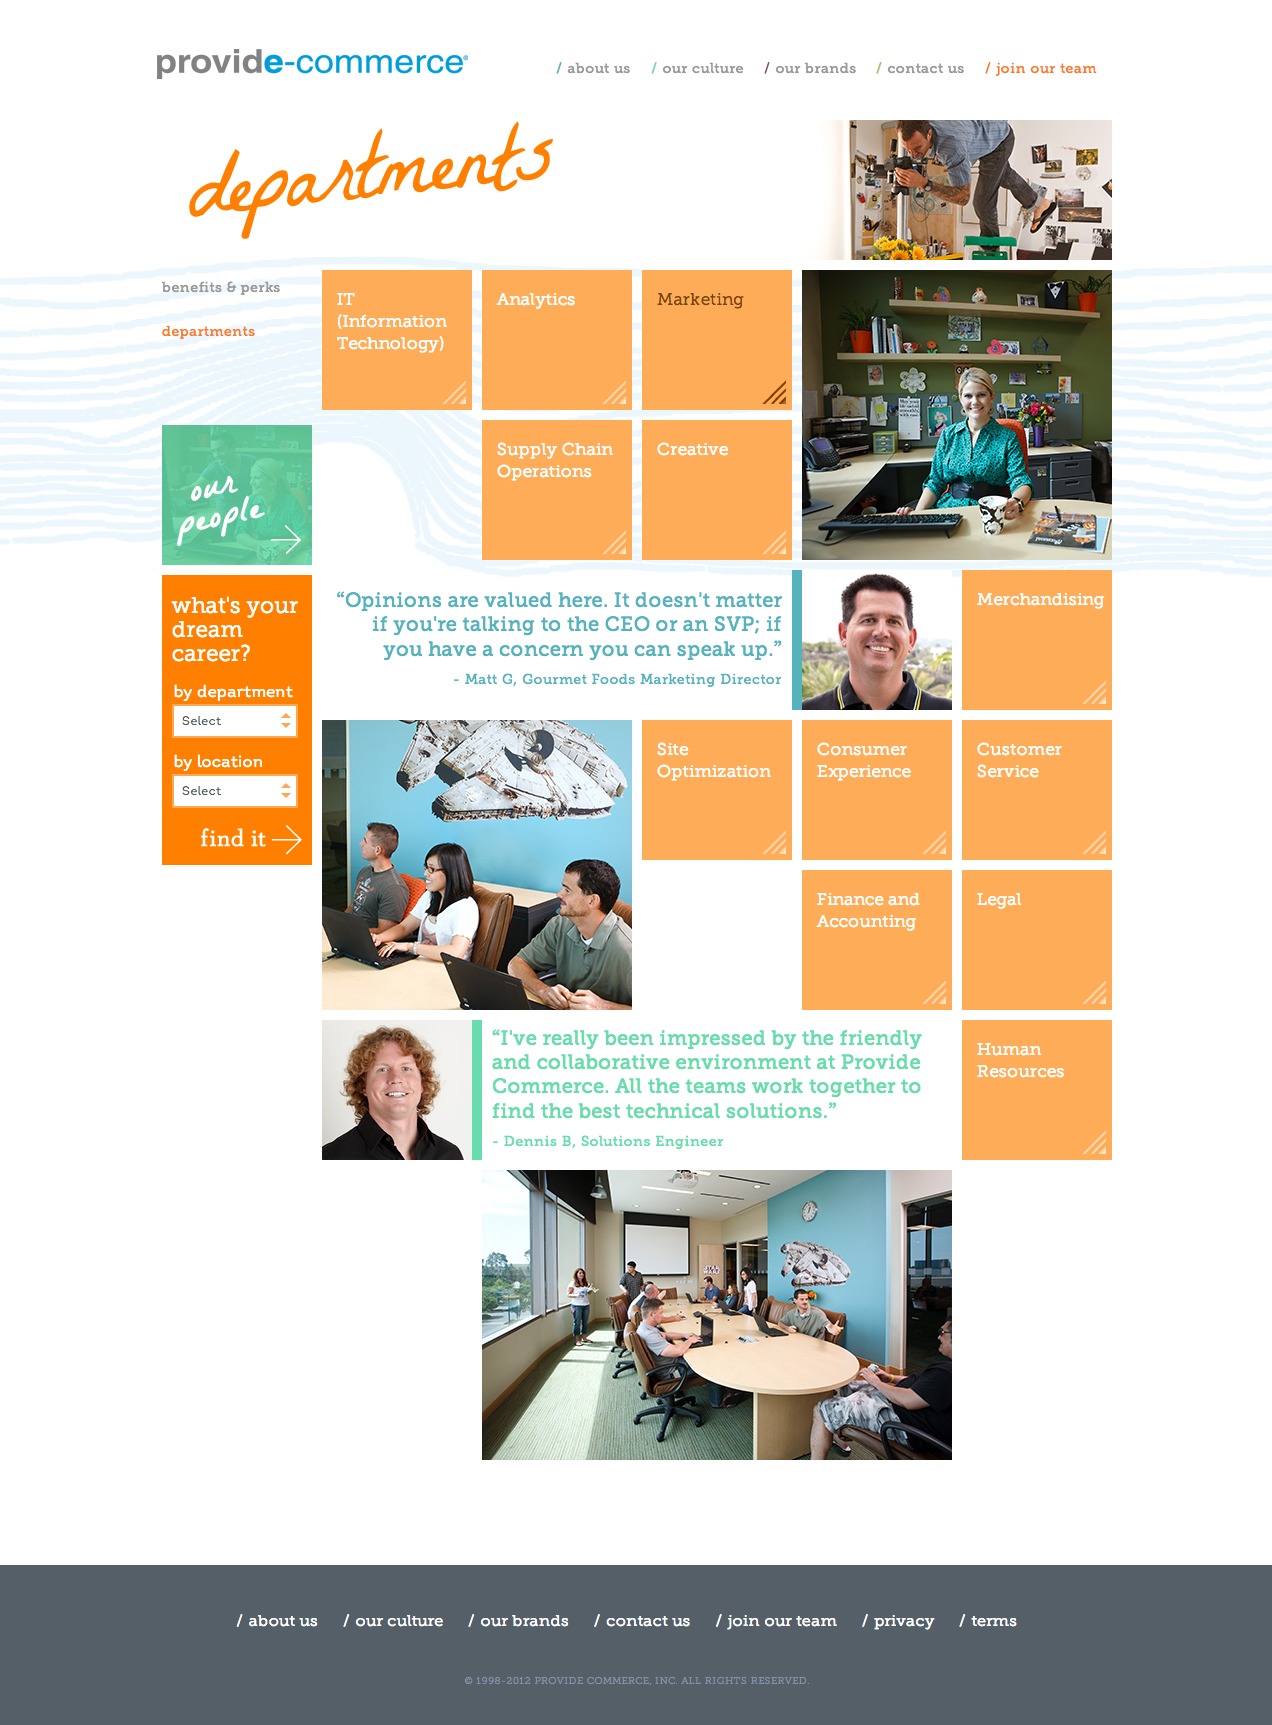 provide-commerce®
/ about us / our culture / our brands / contact us / join our team
departments
benefits & perks
departments
IT
(Information
Technology)
Analytics
Marketing
Supply Chain
Operations
Creative
our
people
what's your
dream
career?
by department
Select
by location
Select
find it
“Opinions are valued here. It doesn't matter
if you're talking to the CEO or an SVP; if
you have a concern you can speak up.”
- Matt G, Gourmet Foods Marketing Director
Merchandising
Site
Optimization
Consumer
Experience
Customer
Service
Finance and
Accounting
Legal
“I've really been impressed by the friendly
and collaborative environment at Provide
Commerce. All the teams work together to
find the best technical solutions.”
- Dennis B, Solutions Engineer
Human
Resources
/ about us / our culture / our brands / contact us / join our team / privacy / terms
© 1998-2012 PROVIDE COMMERCE, INC. ALL RIGHTS RESERVED.